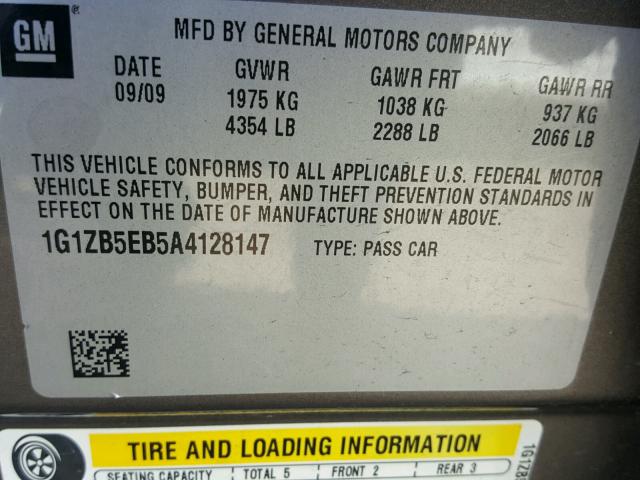 GM ®
MFD BY GENERAL MOTORS COMPANY
DATE GVWR GAWR FRT GAWR RR
09/09 1975 KG 1038 KG 937 KG
4354 LB 2288 LB 2066 LB
THIS VEHICLE CONFORMS TO ALL APPLICABLE U.S. FEDERAL MOTOR
VEHICLE SAFETY, BUMPER, AND THEFT PREVENTION STANDARDS IN
EFFECT ON THE DATE OF MANUFACTURE SHOWN ABOVE.
1G1ZB5EB5A4128147 TYPE: PASS CAR
TIRE AND LOADING INFORMATION
SEATING CAPACITY TOTAL 5 FRONT 2 REAR 3